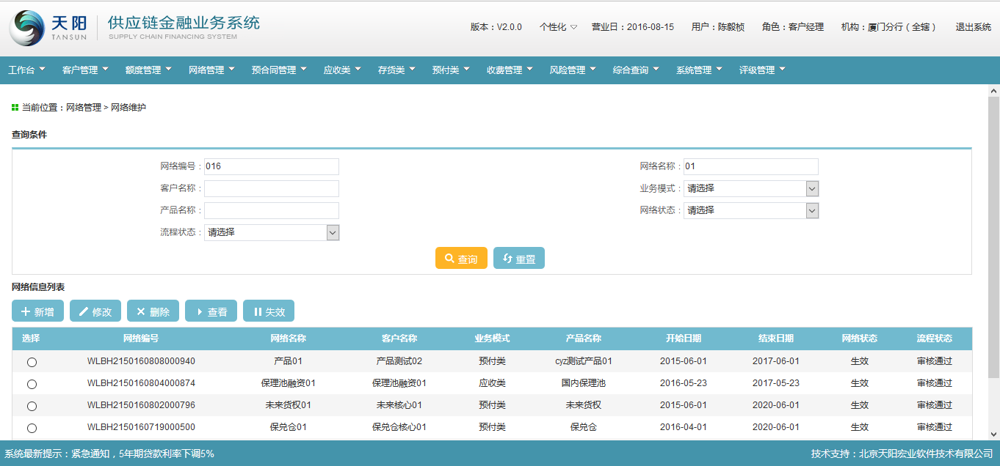 天阳 TANSUN 供应链金融业务系统 SUPPLY CHAIN FINANCING SYSTEM
版本：V2.0.0 个性化 营业日：2016-08-15 用户：陈毅桢 角色：客户经理 机构：厦门分行（全辖） 退出系统
工作台 客户管理 额度管理 网络管理 预合同管理 应收类 存货类 预付类 收费管理 风险管理 综合查询 系统管理 评级管理
当前位置：网络管理 > 网络维护
查询条件
网络编号：016 网络名称：01
客户名称： 业务模式：请选择
产品名称： 网络状态：请选择
流程状态：请选择
查询 重置
网络信息列表
新增 修改 删除 查看 失效
选择 网络编号 网络名称 客户名称 业务模式 产品名称 开始日期 结束日期 网络状态 流程状态
WLBH2150160808000940 产品01 产品测试02 预付类 cyz测试产品01 2015-06-01 2017-06-01 生效 审核通过
WLBH2150160804000874 保理池融资01 保理池融资01 应收类 国内保理池 2016-05-23 2017-05-23 生效 审核通过
WLBH2150160802000796 未来货权01 未来核心01 预付类 未来货权 2015-06-01 2020-06-01 生效 审核通过
WLBH2150160719000500 保兑仓01 保兑仓核心01 预付类 保兑仓 2016-04-01 2020-06-01 生效 审核通过
系统最新提示：紧急通知，5年期贷款利率下调5% 技术支持：北京天阳宏业软件技术有限公司